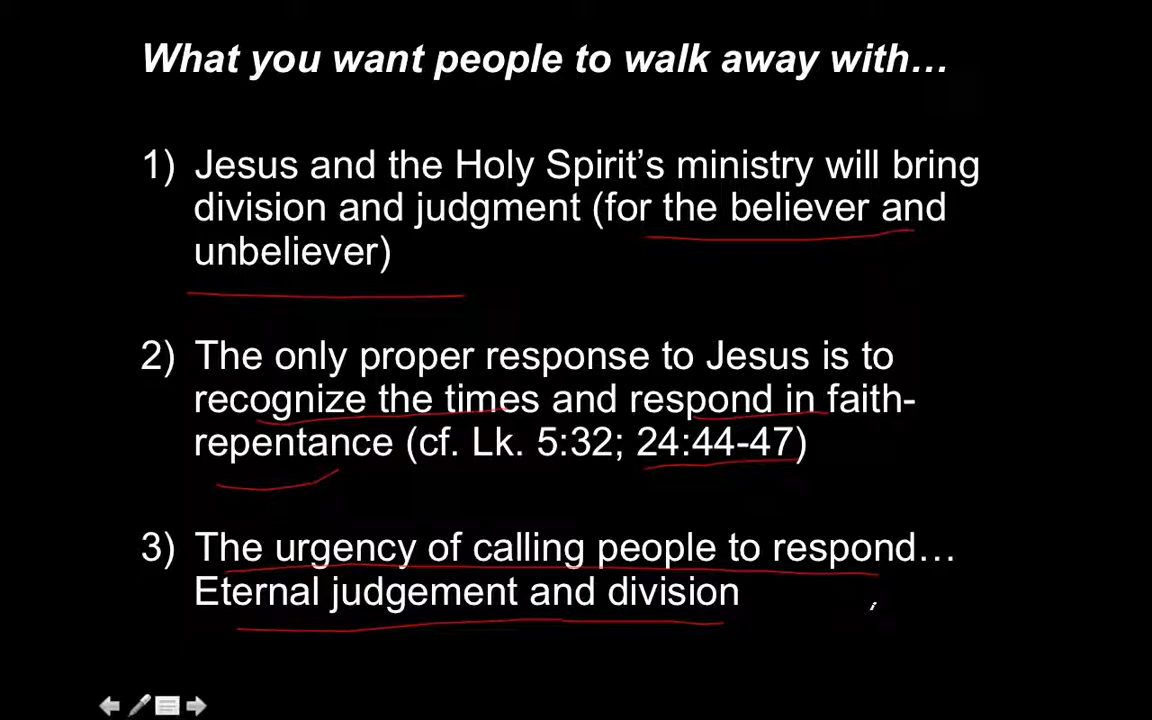 What you want people to walk away with…
1) Jesus and the Holy Spirit’s ministry will bring
division and judgment (for the believer and
unbeliever)
2) The only proper response to Jesus is to
recognize the times and respond in faith-
repentance (cf. Lk. 5:32; 24:44-47)
3) The urgency of calling people to respond…
Eternal judgement and division